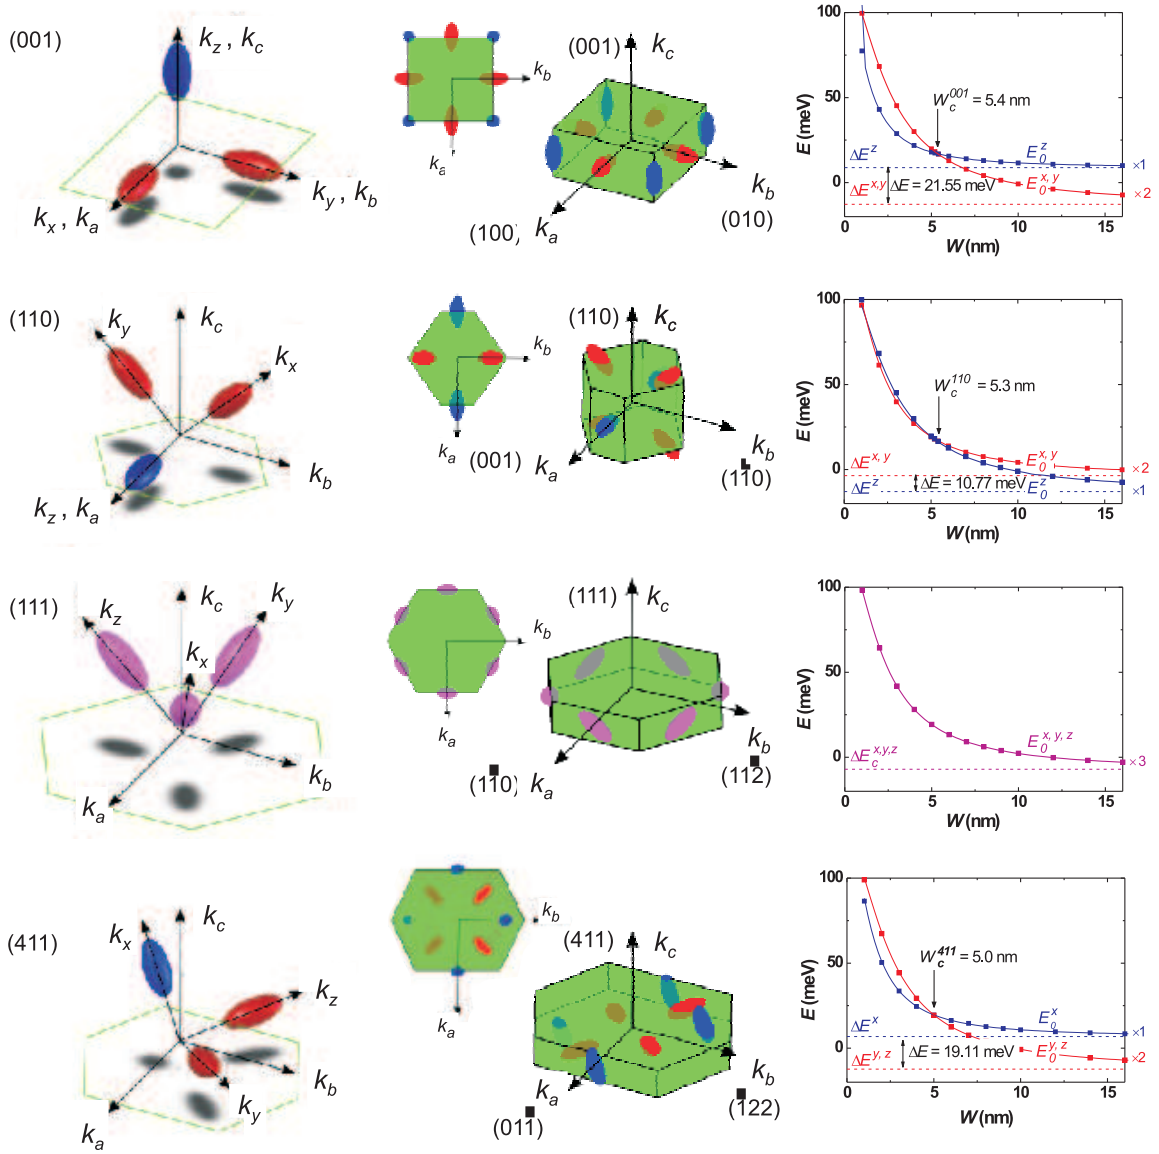 (001)
k_z , k_c
k_y , k_b
k_x , k_a
k_b
k_a
(001)
k_c
k_b
k_a
(100)
(010)
100
50
0
E (meV)
W_c^001 = 5.4 nm
ΔE^z
E_0^z
×1
ΔE^x,y
ΔE = 21.55 meV
E_0^x,y
×2
0 5 10 15
W (nm)
(110)
k_y
k_c
k_x
k_b
k_z , k_a
k_b
k_a
(001)
(110)
k_c
k_b
k_a
(110)
100
50
0
E (meV)
W_c^110 = 5.3 nm
ΔE^x,y
E_0^x,y
×2
ΔE^z
ΔE = 10.77 meV
E_0^z
×1
0 5 10 15
W (nm)
(111)
k_z
k_c
k_y
k_x
k_b
k_a
k_b
k_a
(110)
(111)
k_c
k_b
k_a
(112)
100
50
0
E (meV)
ΔE_c^x,y,z
E_0^x,y,z
×3
0 5 10 15
W (nm)
(411)
k_x
k_c
k_z
k_b
k_y
k_a
k_b
k_a
(411)
k_c
k_b
k_a
(011)
(122)
100
50
0
E (meV)
W_c^411 = 5.0 nm
ΔE^x
E_0^x
×1
ΔE^y,z
ΔE = 19.11 meV
E_0^y,z
×2
0 5 10 15
W (nm)